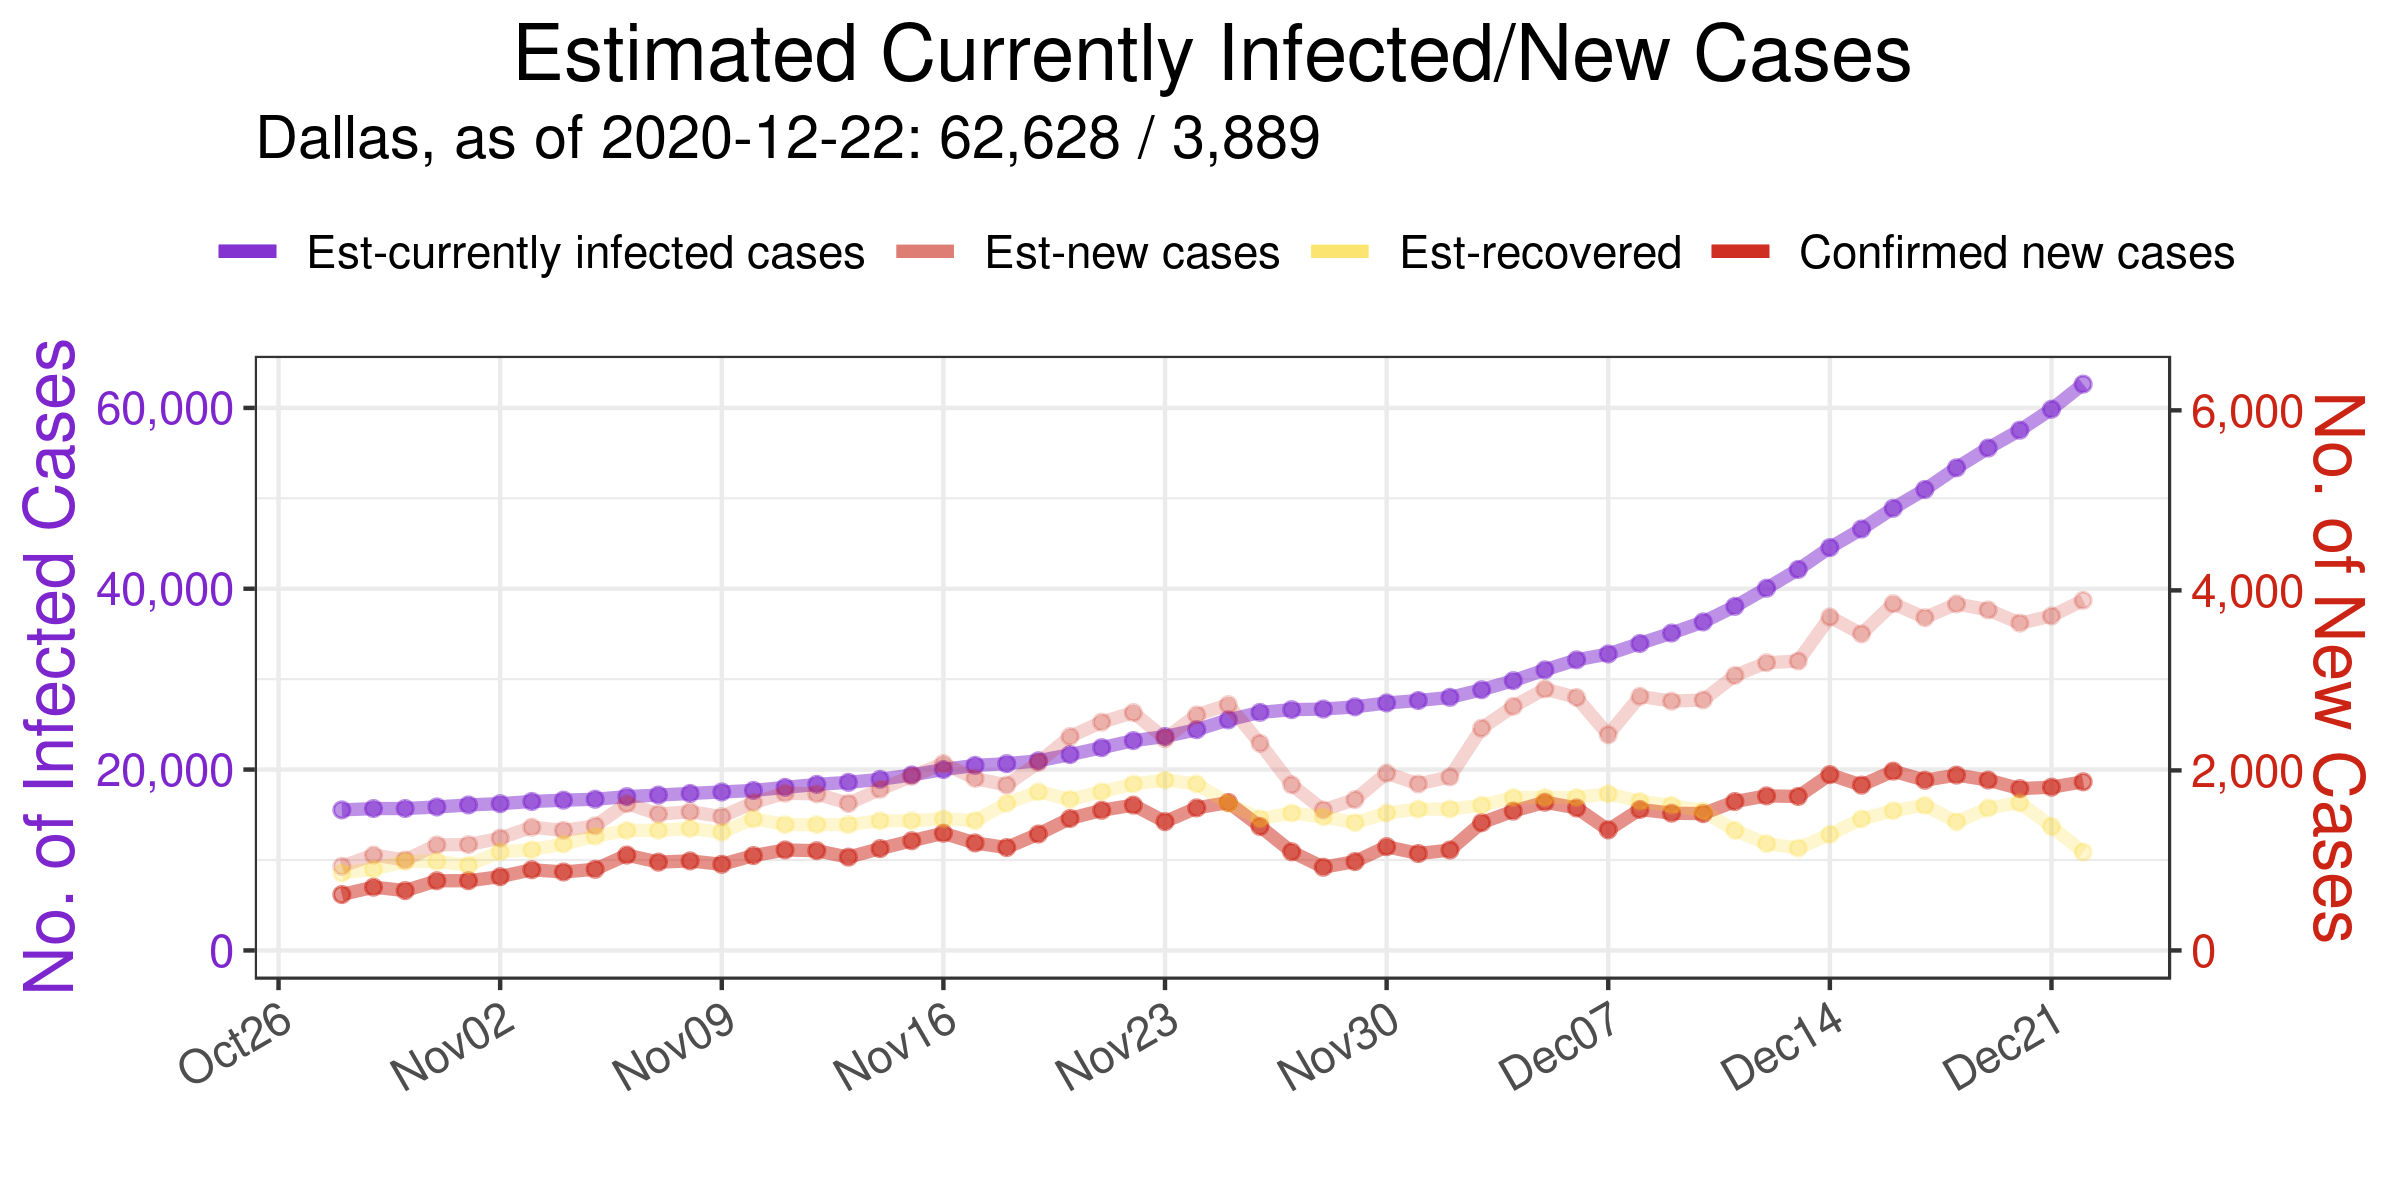 Estimated Currently Infected/New Cases
Dallas, as of 2020-12-22: 62,628 / 3,889
Est-currently infected cases Est-new cases Est-recovered Confirmed new cases
No. of Infected Cases
60,000
40,000
20,000
0
6,000
4,000
2,000
0
No. of New Cases
Oct26 Nov02 Nov09 Nov16 Nov23 Nov30 Dec07 Dec14 Dec21